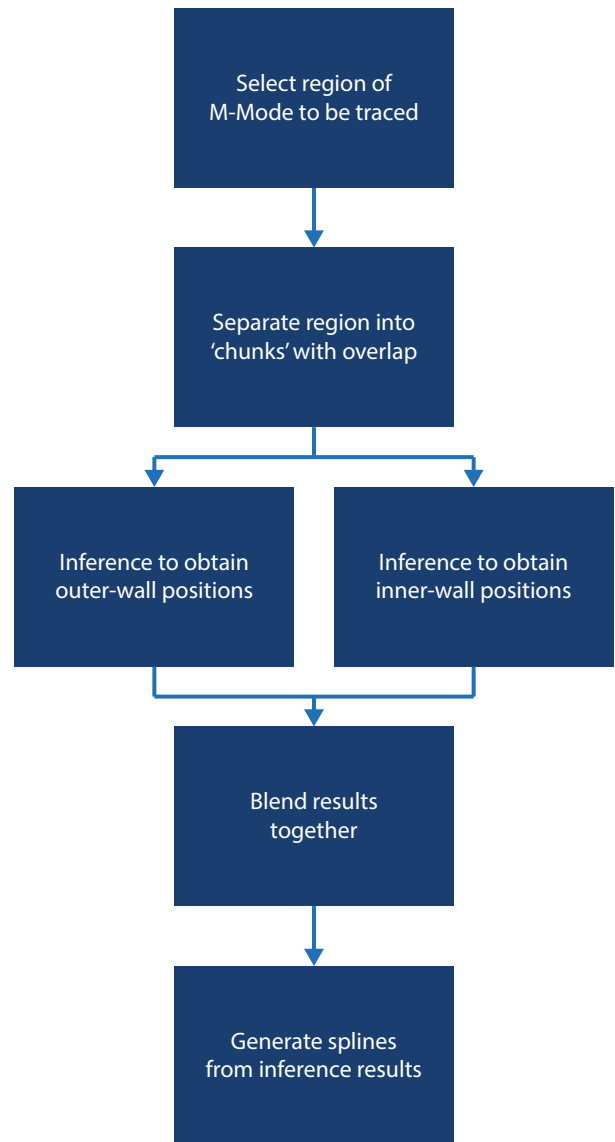 Select region of
M-Mode to be traced
Separate region into
‘chunks’ with overlap
Inference to obtain
outer-wall positions
Inference to obtain
inner-wall positions
Blend results
together
Generate splines
from inference results